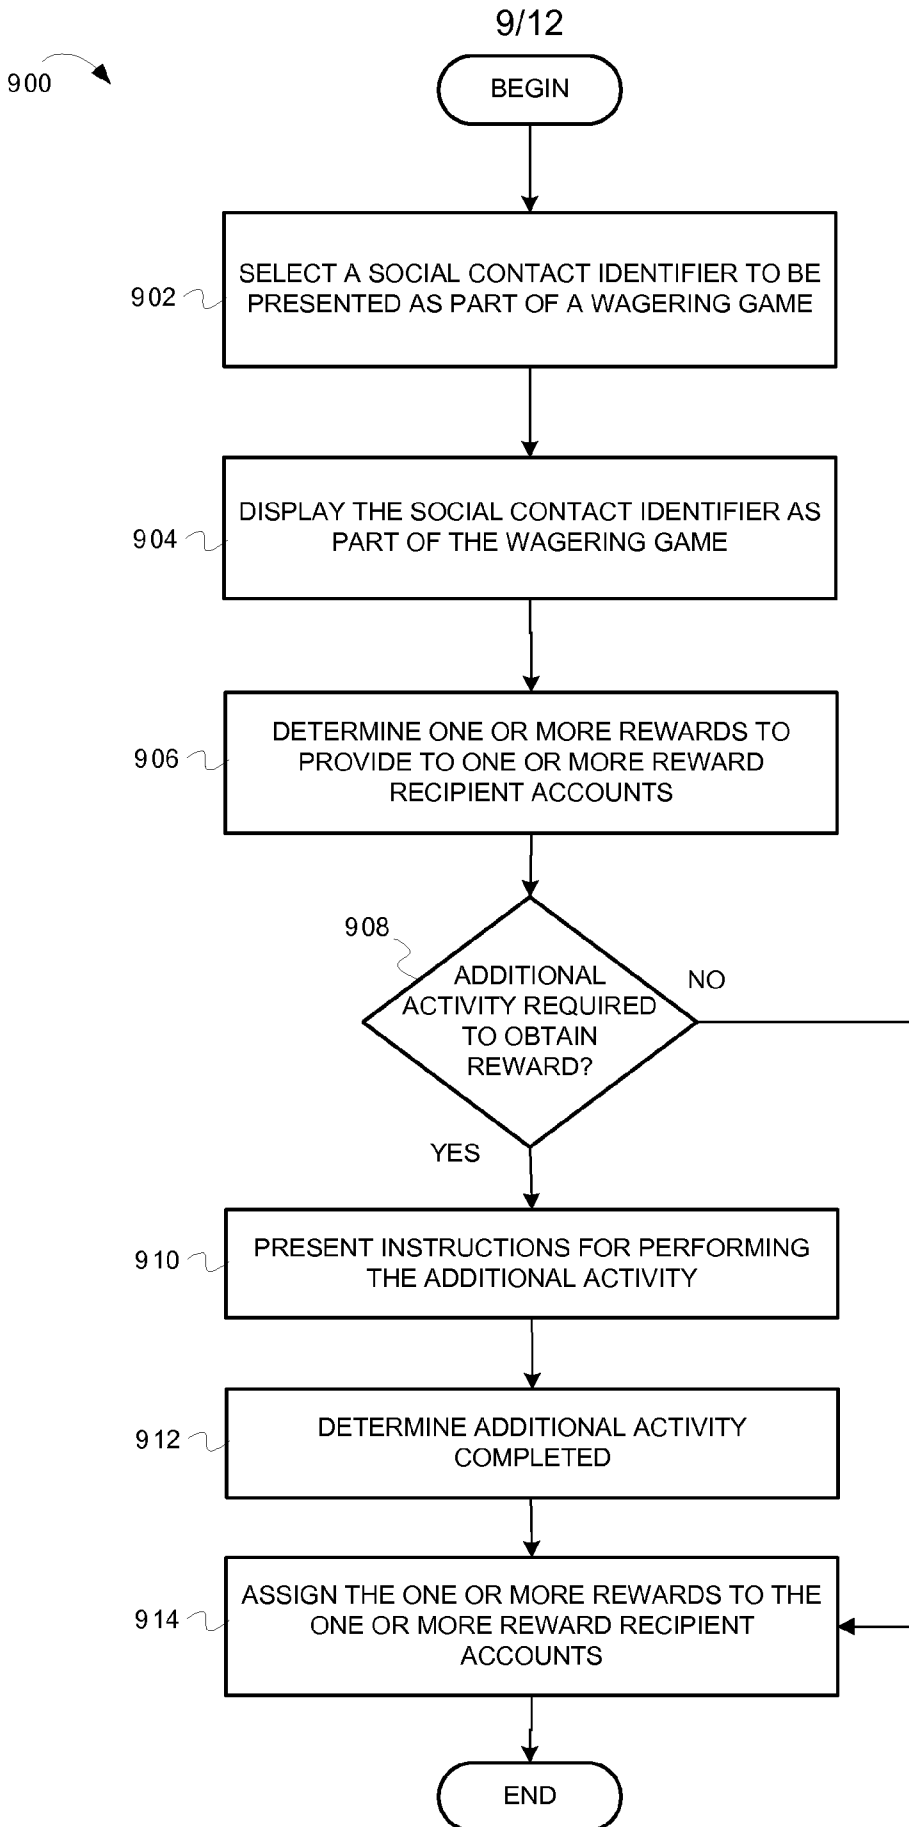 9/12
900
BEGIN
902
SELECT A SOCIAL CONTACT IDENTIFIER TO BE
PRESENTED AS PART OF A WAGERING GAME
904
DISPLAY THE SOCIAL CONTACT IDENTIFIER AS
PART OF THE WAGERING GAME
906
DETERMINE ONE OR MORE REWARDS TO
PROVIDE TO ONE OR MORE REWARD
RECIPIENT ACCOUNTS
908
ADDITIONAL
ACTIVITY REQUIRED
TO OBTAIN
REWARD?
NO
YES
910
PRESENT INSTRUCTIONS FOR PERFORMING
THE ADDITIONAL ACTIVITY
912
DETERMINE ADDITIONAL ACTIVITY
COMPLETED
914
ASSIGN THE ONE OR MORE REWARDS TO THE
ONE OR MORE REWARD RECIPIENT
ACCOUNTS
END